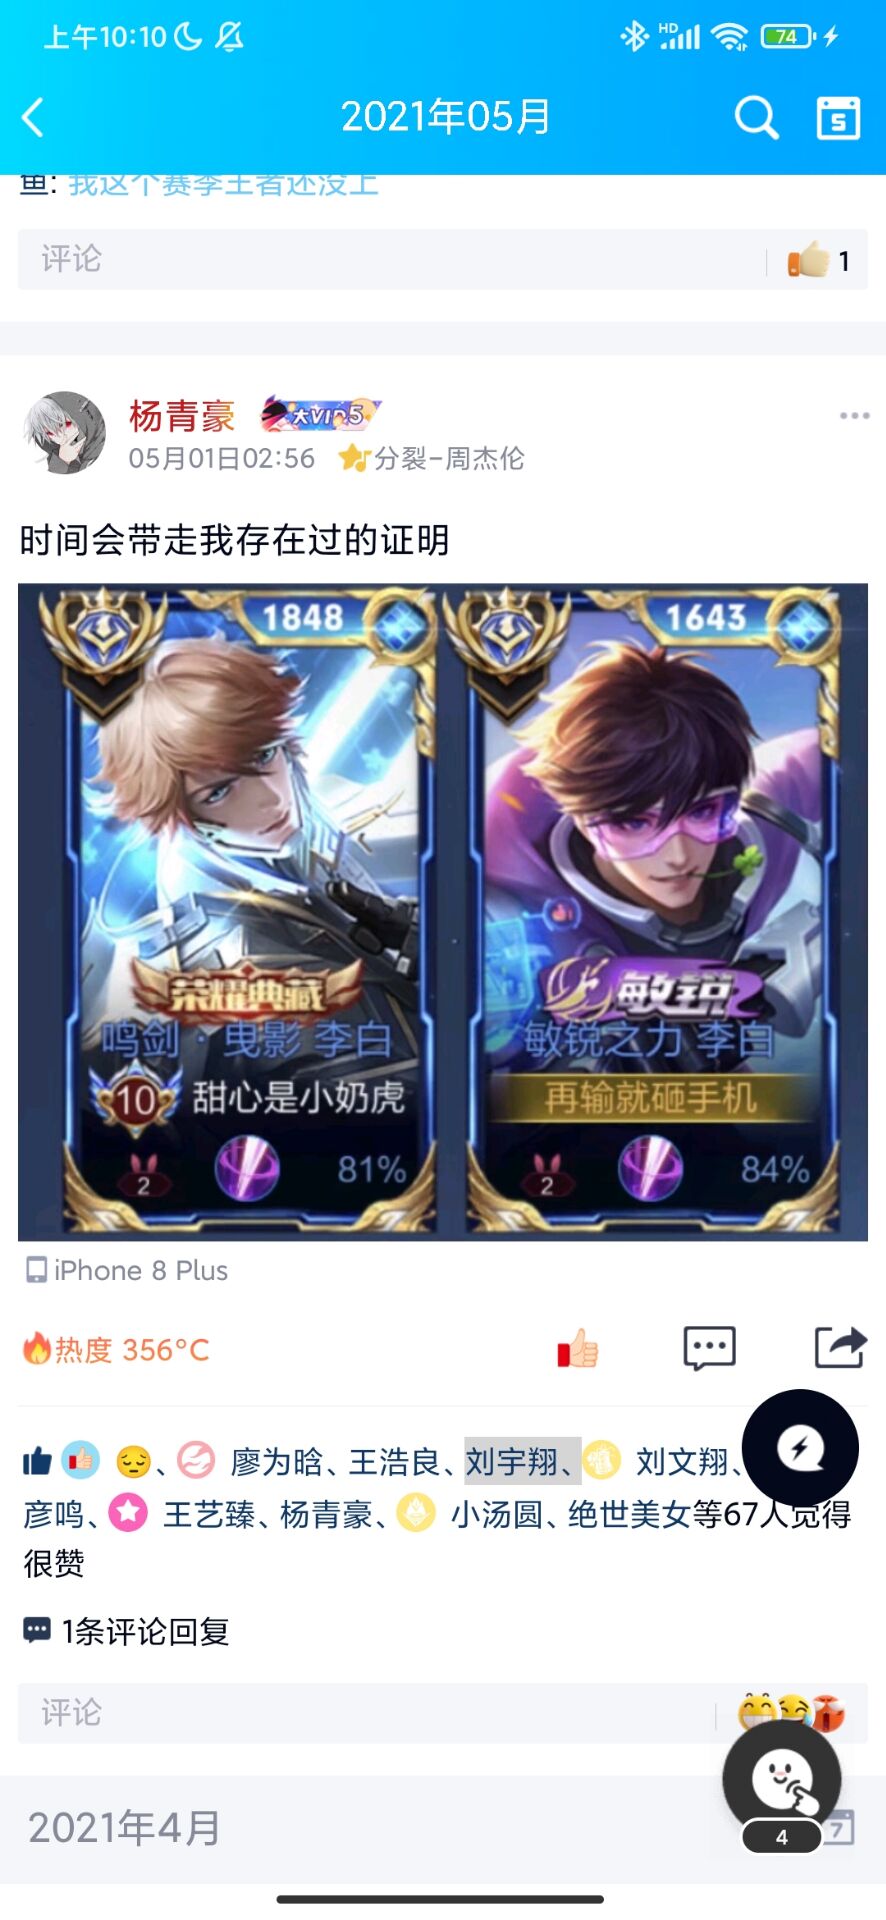 上午10:10
HD
74
2021年05月
S
鱼: 我这个赛季王者还没上
评论
1
杨青豪 大VIP5
05月01日02:56 分裂-周杰伦
时间会带走我存在过的证明
1848
1643
荣耀典藏
敏锐
鸣剑·曳影 李白
敏锐之力 李白
10 甜心是小奶虎
再输就砸手机
2 81%
2 84%
iPhone 8 Plus
热度 356°C
、 廖为晗、王浩良、刘宇翔、 刘文翔、
彦鸣、 王艺臻、杨青豪、 小汤圆、绝世美女等67人觉得
很赞
1条评论回复
评论
2021年4月
7
4